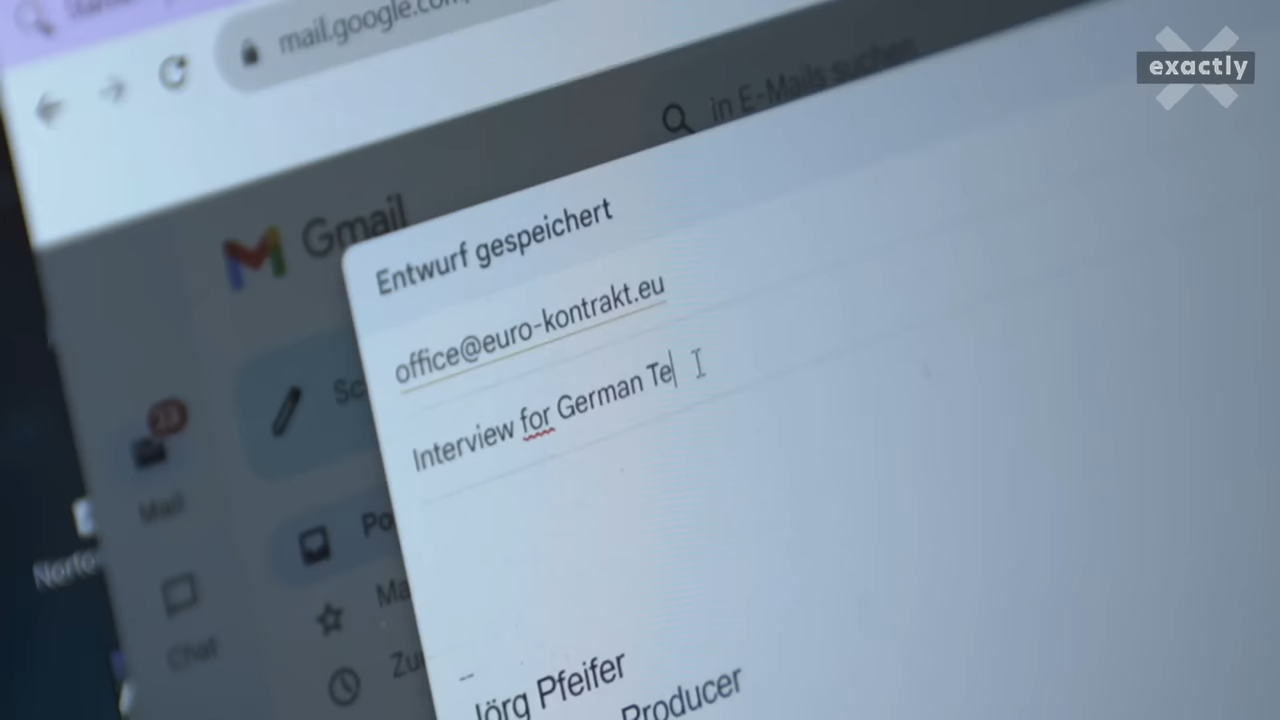 mail.google.com
exactly
in E-Mails suchen
Gmail
Entwurf gespeichert
office@euro-kontrakt.eu
Interview for German Te
23
Mail
Chat
Jörg Pfeifer
Producer